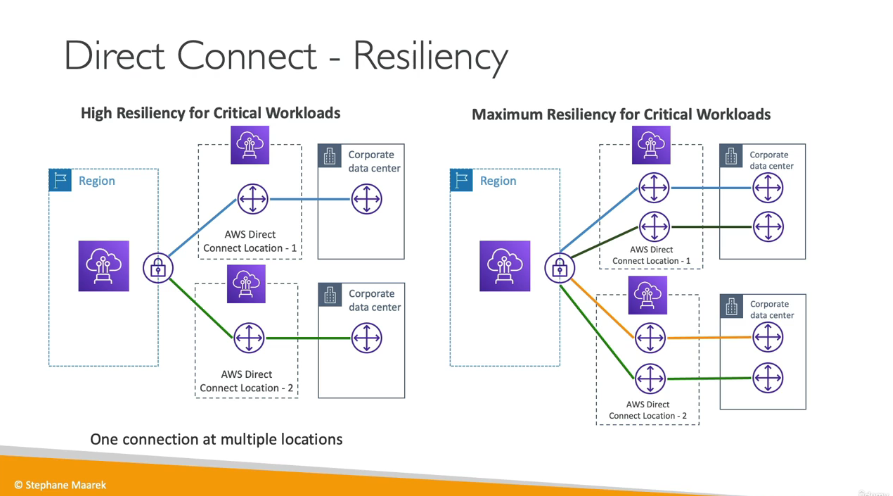 Direct Connect - Resiliency
High Resiliency for Critical Workloads
Region
AWS Direct
Connect Location - 1
Corporate
data center
AWS Direct
Connect Location - 2
Corporate
data center
One connection at multiple locations
Maximum Resiliency for Critical Workloads
Region
AWS Direct
Connect Location - 1
Corporate
data center
AWS Direct
Connect Location - 2
Corporate
data center
© Stephane Maarek